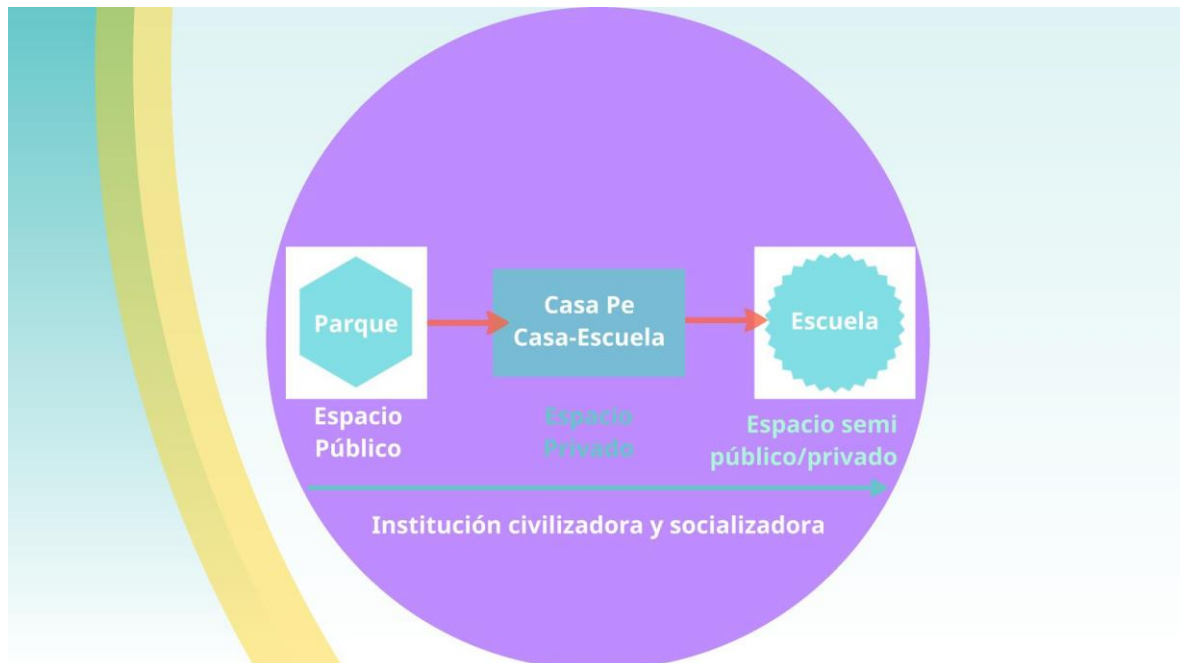 Parque
Casa Pe
Casa-Escuela
Escuela
Espacio
Público
Espacio
Privado
Espacio semi
público/privado
Institución civilizadora y socializadora